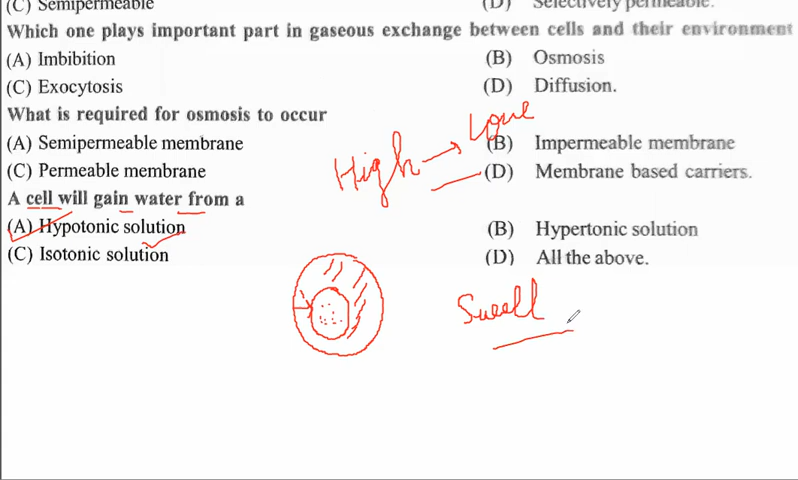 (C) Semipermeable (D) Selectively permeable.
Which one plays important part in gaseous exchange between cells and their environment
(A) Imbibition (B) Osmosis
(C) Exocytosis (D) Diffusion.
What is required for osmosis to occur
(A) Semipermeable membrane (B) Impermeable membrane
High → Low
(C) Permeable membrane (D) Membrane based carriers.
A cell will gain water from a
(A) Hypotonic solution (B) Hypertonic solution
(C) Isotonic solution (D) All the above.
Swell